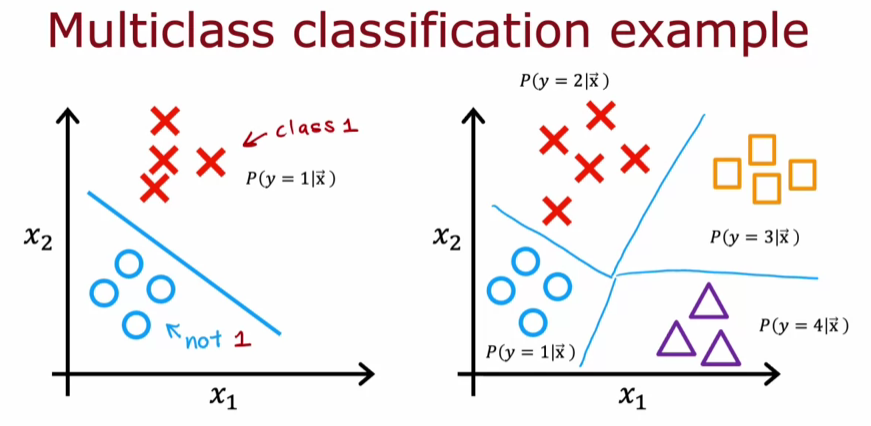 Multiclass classification example
P(y = 2|x⃗)
class 1
P(y = 1|x⃗)
x₂
not 1
x₁
x₂
P(y = 3|x⃗)
P(y = 4|x⃗)
P(y = 1|x⃗)
x₁